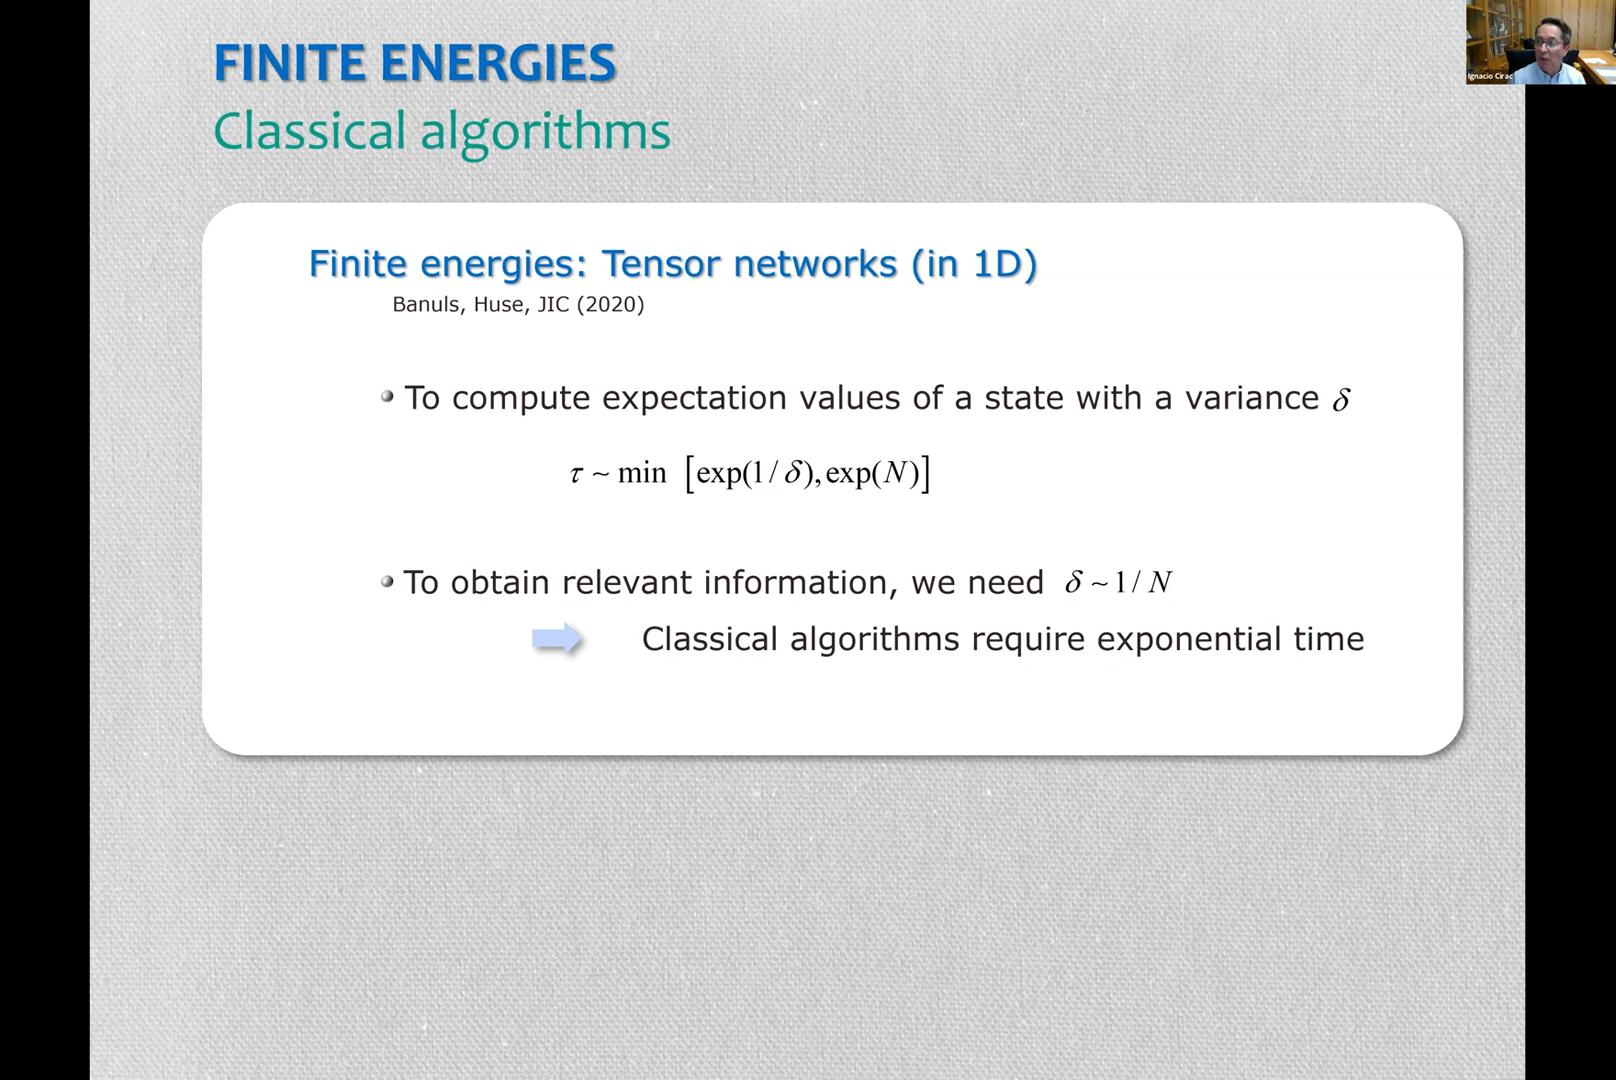 FINITE ENERGIES
Classical algorithms
Ignacio Cirac
Finite energies: Tensor networks (in 1D)
Banuls, Huse, JIC (2020)
To compute expectation values of a state with a variance δ
τ ~ min [exp(1/δ), exp(N)]
To obtain relevant information, we need δ ~ 1/N
Classical algorithms require exponential time